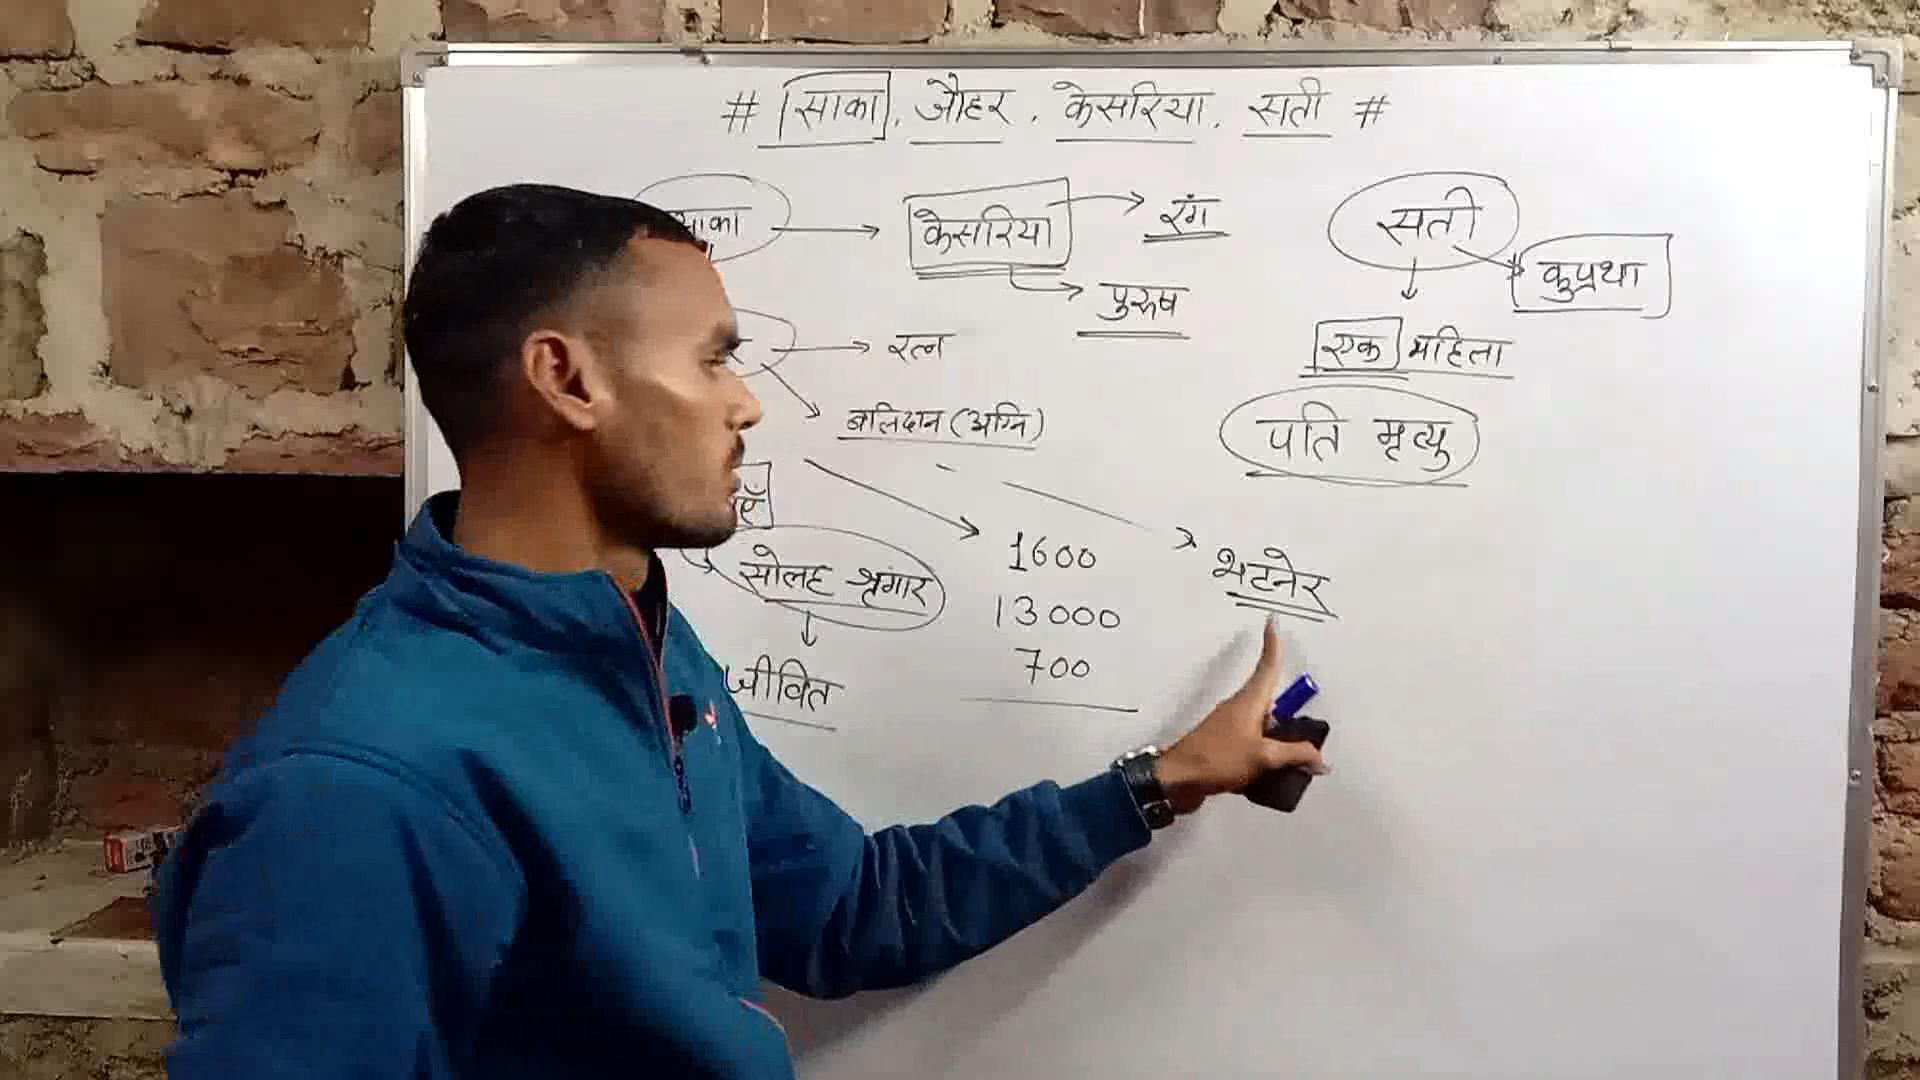 # साका, जौहर, केसरिया, सती #
केसरिया
रंग
पुरुष
रत्न
बलिदान (अग्नि)
सोलह श्रृंगार
जीवित
1600
13000
700
भटनेर
सती
कुप्रथा
एक महिला
पति मृत्यु